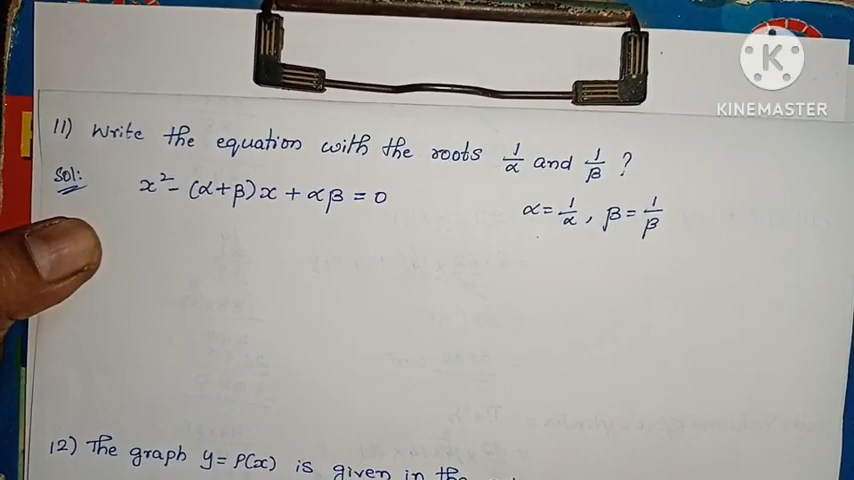 K
KINEMASTER
11) Write the equation with the roots 1/α and 1/β ?
Sol:
x² - (α+β)x + αβ = 0
α = 1/α , β = 1/β
12) The graph y = P(x) is given in the